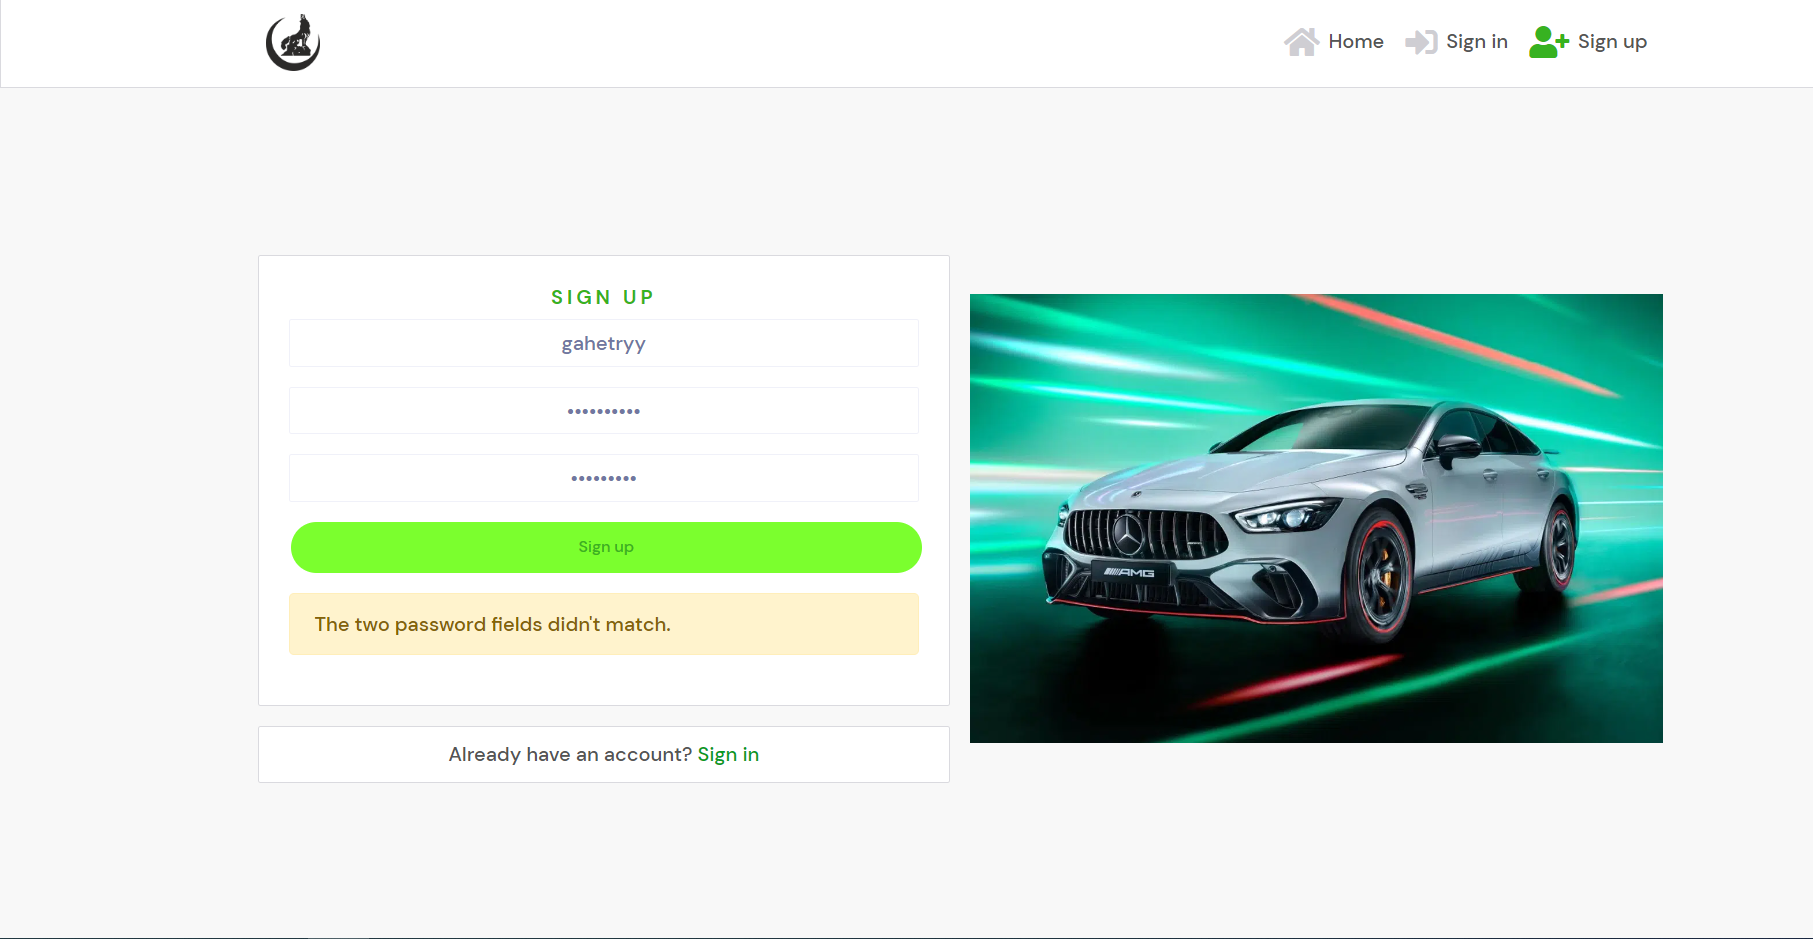 Home
Sign in
Sign up
SIGN UP
gahetryy
••••••••••
•••••••••
Sign up
The two password fields didn't match.
Already have an account? Sign in
AMG